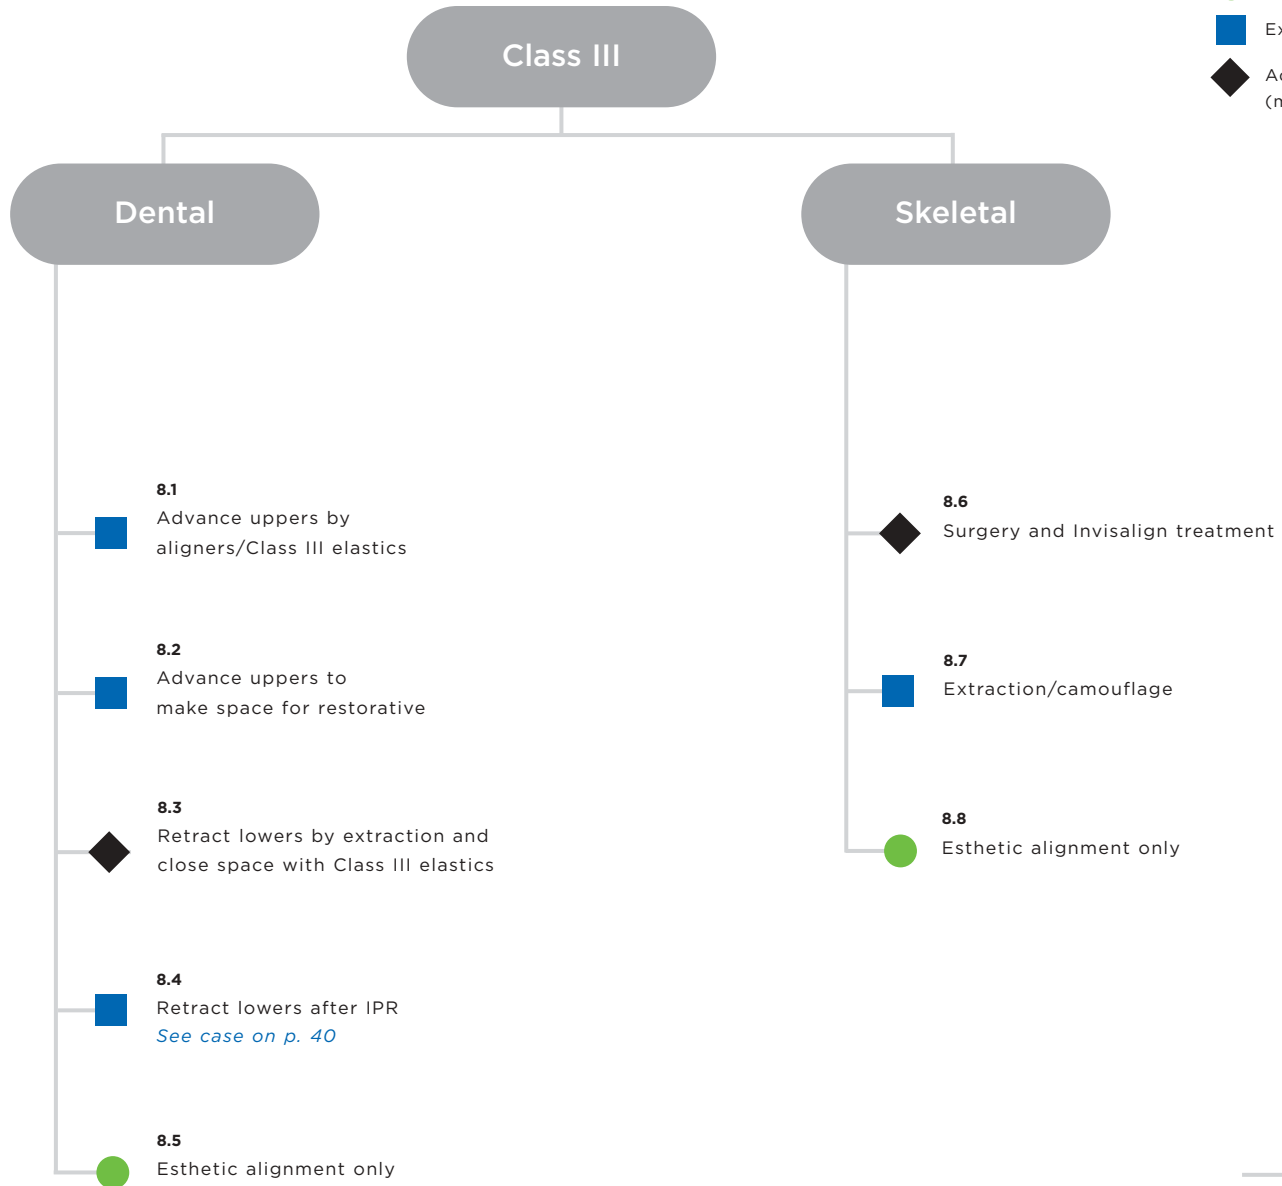 Class III
Dental
8.1
Advance uppers by
aligners/Class III elastics
8.2
Advance uppers to
make space for restorative
8.3
Retract lowers by extraction and
close space with Class III elastics
8.4
Retract lowers after IPR
See case on p. 40
8.5
Esthetic alignment only
Skeletal
8.6
Surgery and Invisalign treatment
8.7
Extraction/camouflage
8.8
Esthetic alignment only